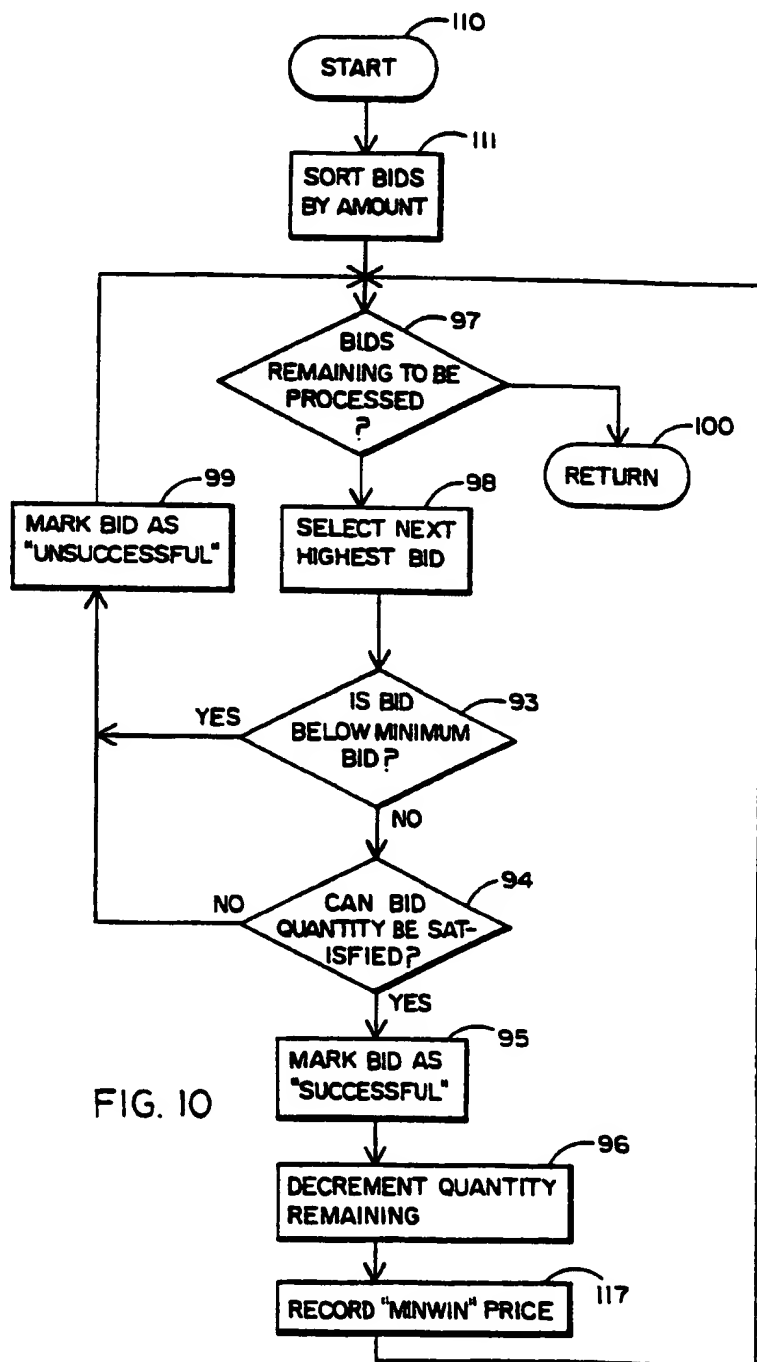 110
START
111
SORT BIDS
BY AMOUNT
97
BIDS
REMAINING TO BE
PROCESSED
?
100
RETURN
99
MARK BID AS
"UNSUCCESSFUL"
98
SELECT NEXT
HIGHEST BID
93
IS BID
BELOW MINIMUM
BID?
YES
NO
94
CAN BID
QUANTITY BE SAT-
ISFIED?
NO
YES
95
MARK BID AS
"SUCCESSFUL"
FIG. 10
96
DECREMENT QUANTITY
REMAINING
117
RECORD "MINWIN" PRICE